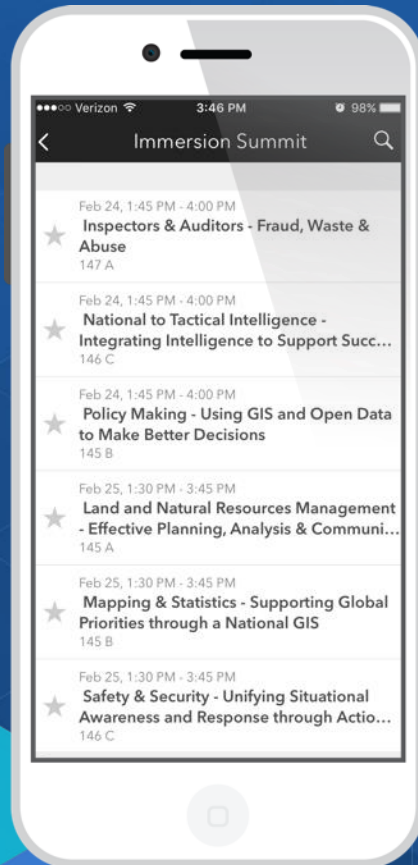 Verizon 3:46 PM 98%
Immersion Summit
Feb 24, 1:45 PM - 4:00 PM
Inspectors & Auditors - Fraud, Waste &
Abuse
147 A
Feb 24, 1:45 PM - 4:00 PM
National to Tactical Intelligence -
Integrating Intelligence to Support Succ...
146 C
Feb 24, 1:45 PM - 4:00 PM
Policy Making - Using GIS and Open Data
to Make Better Decisions
145 B
Feb 25, 1:30 PM - 3:45 PM
Land and Natural Resources Management
- Effective Planning, Analysis & Communi...
145 A
Feb 25, 1:30 PM - 3:45 PM
Mapping & Statistics - Supporting Global
Priorities through a National GIS
145 B
Feb 25, 1:30 PM - 3:45 PM
Safety & Security - Unifying Situational
Awareness and Response through Actio...
146 C